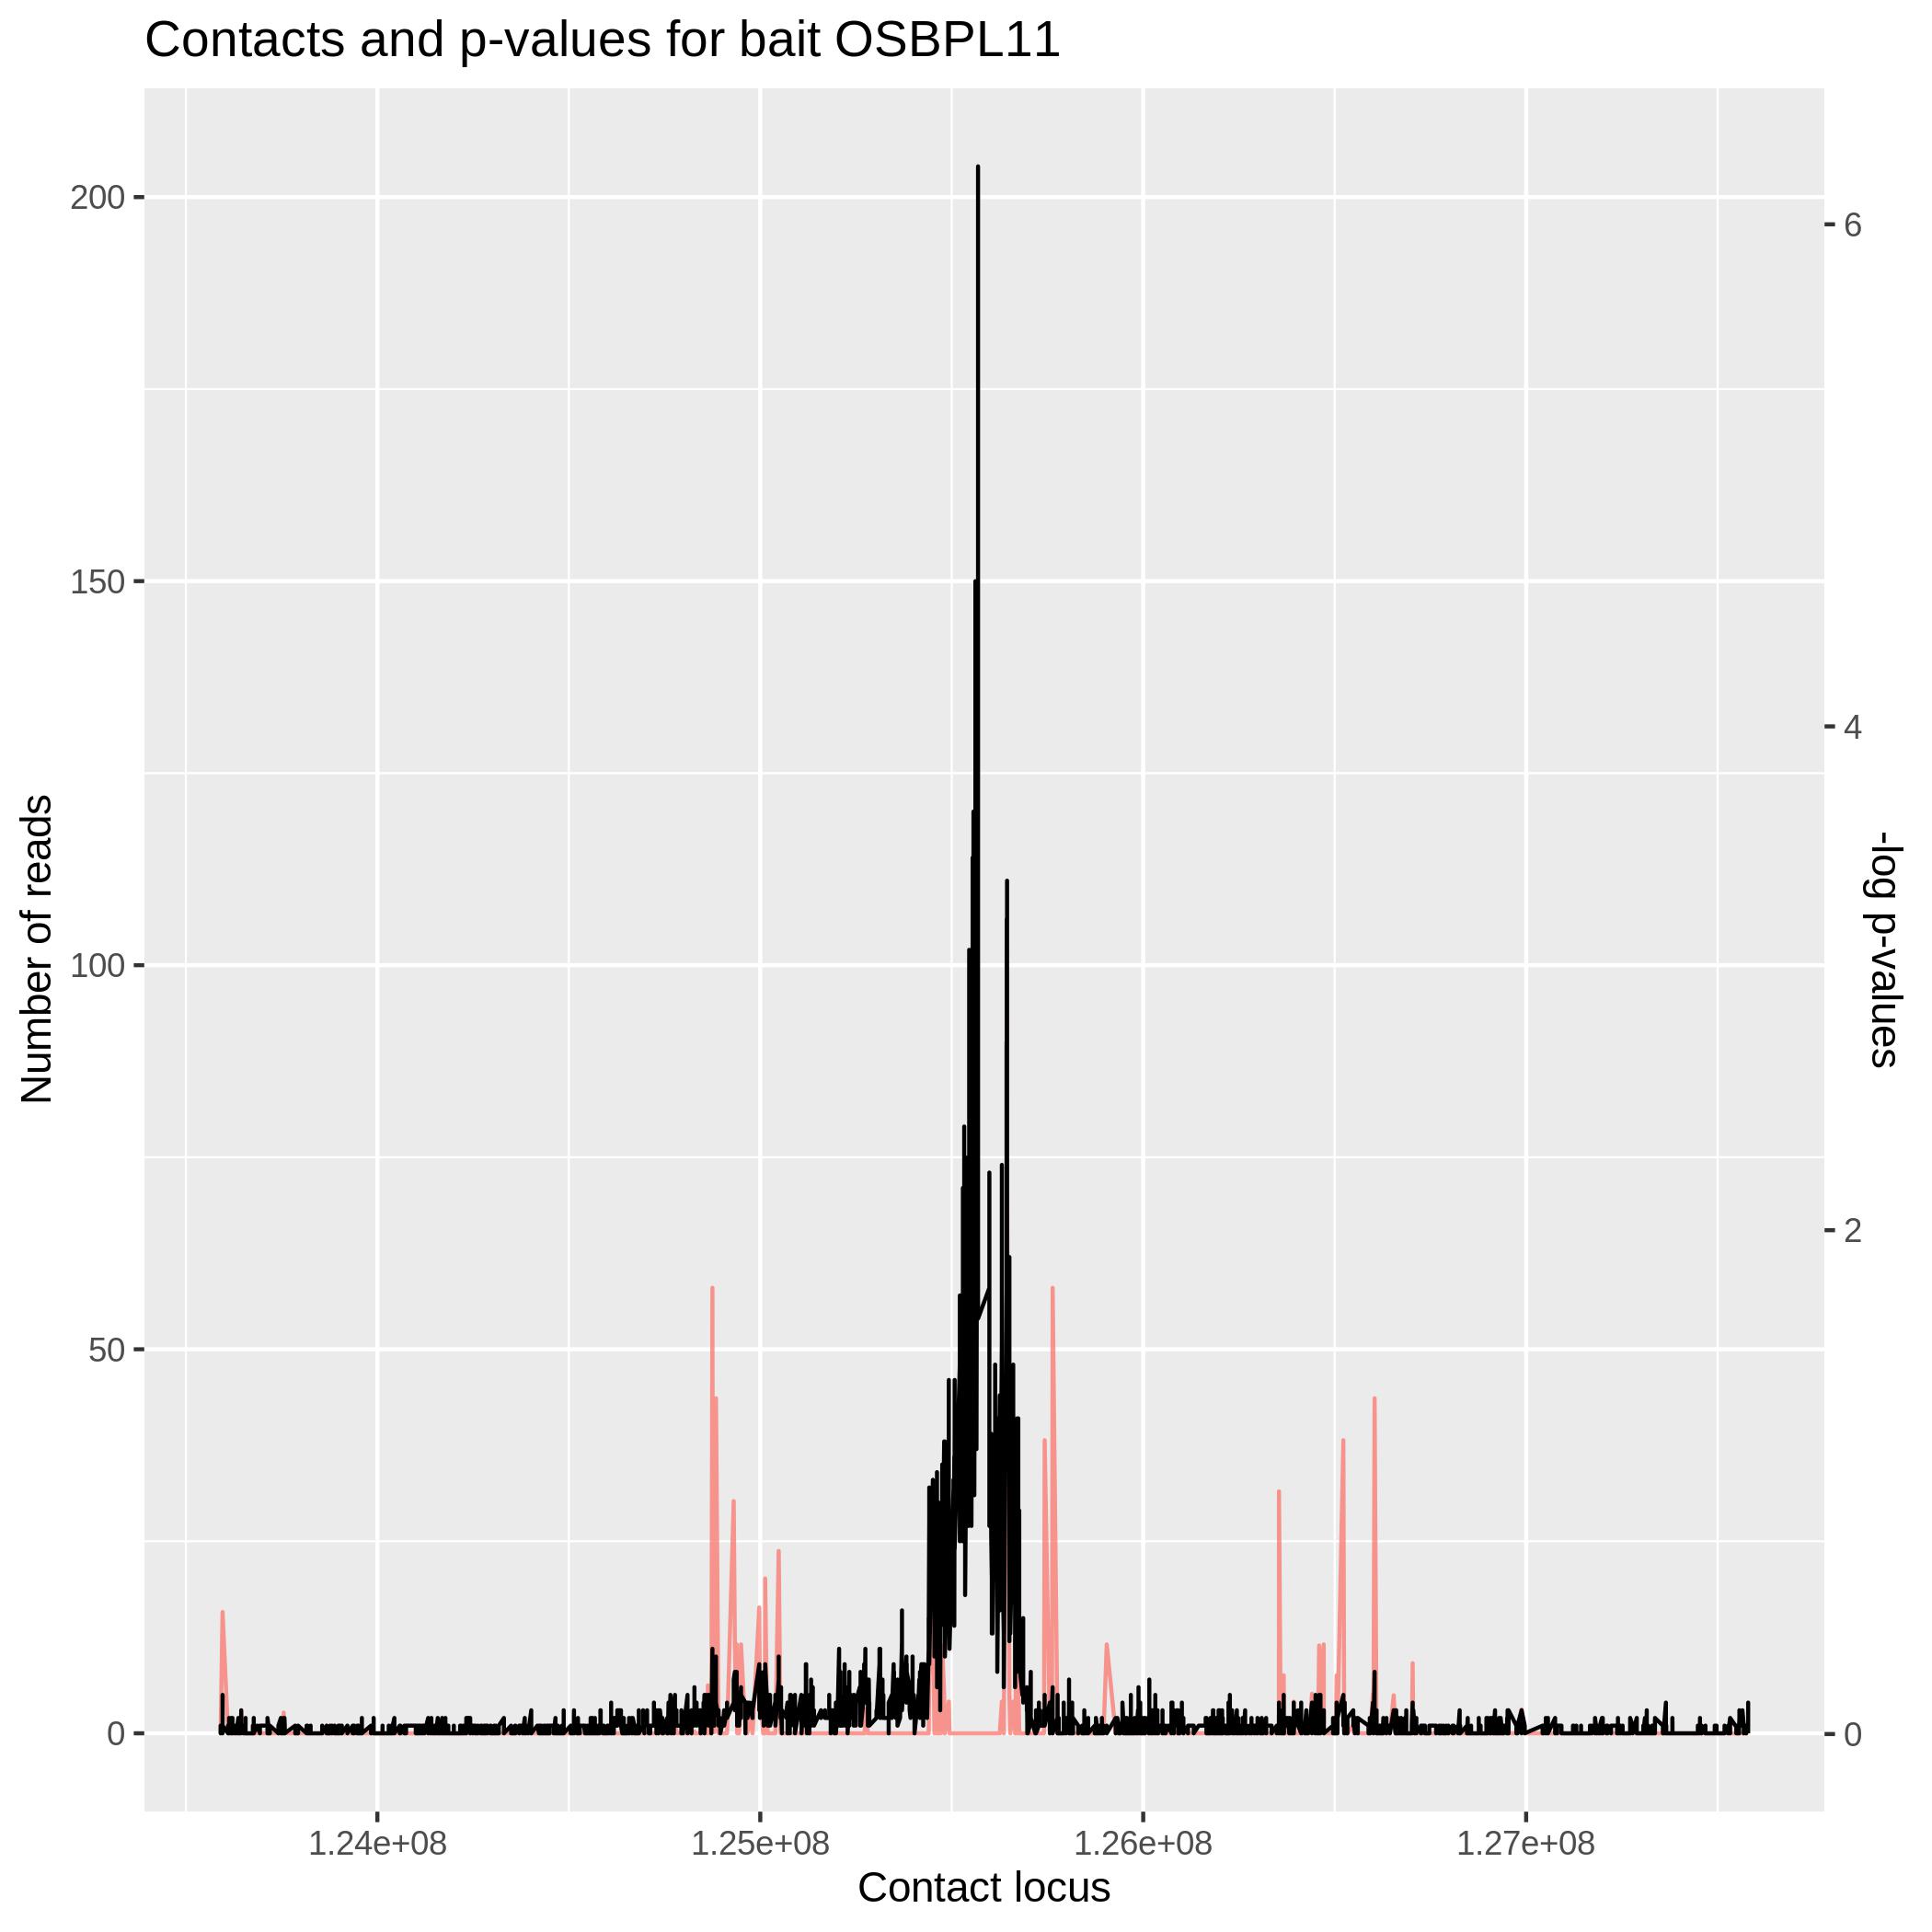 Contacts and p-values for bait OSBPL11
200
150
100
50
0
Number of reads
6
4
2
0
-log p-values
1.24e+08
1.25e+08
1.26e+08
1.27e+08
Contact locus